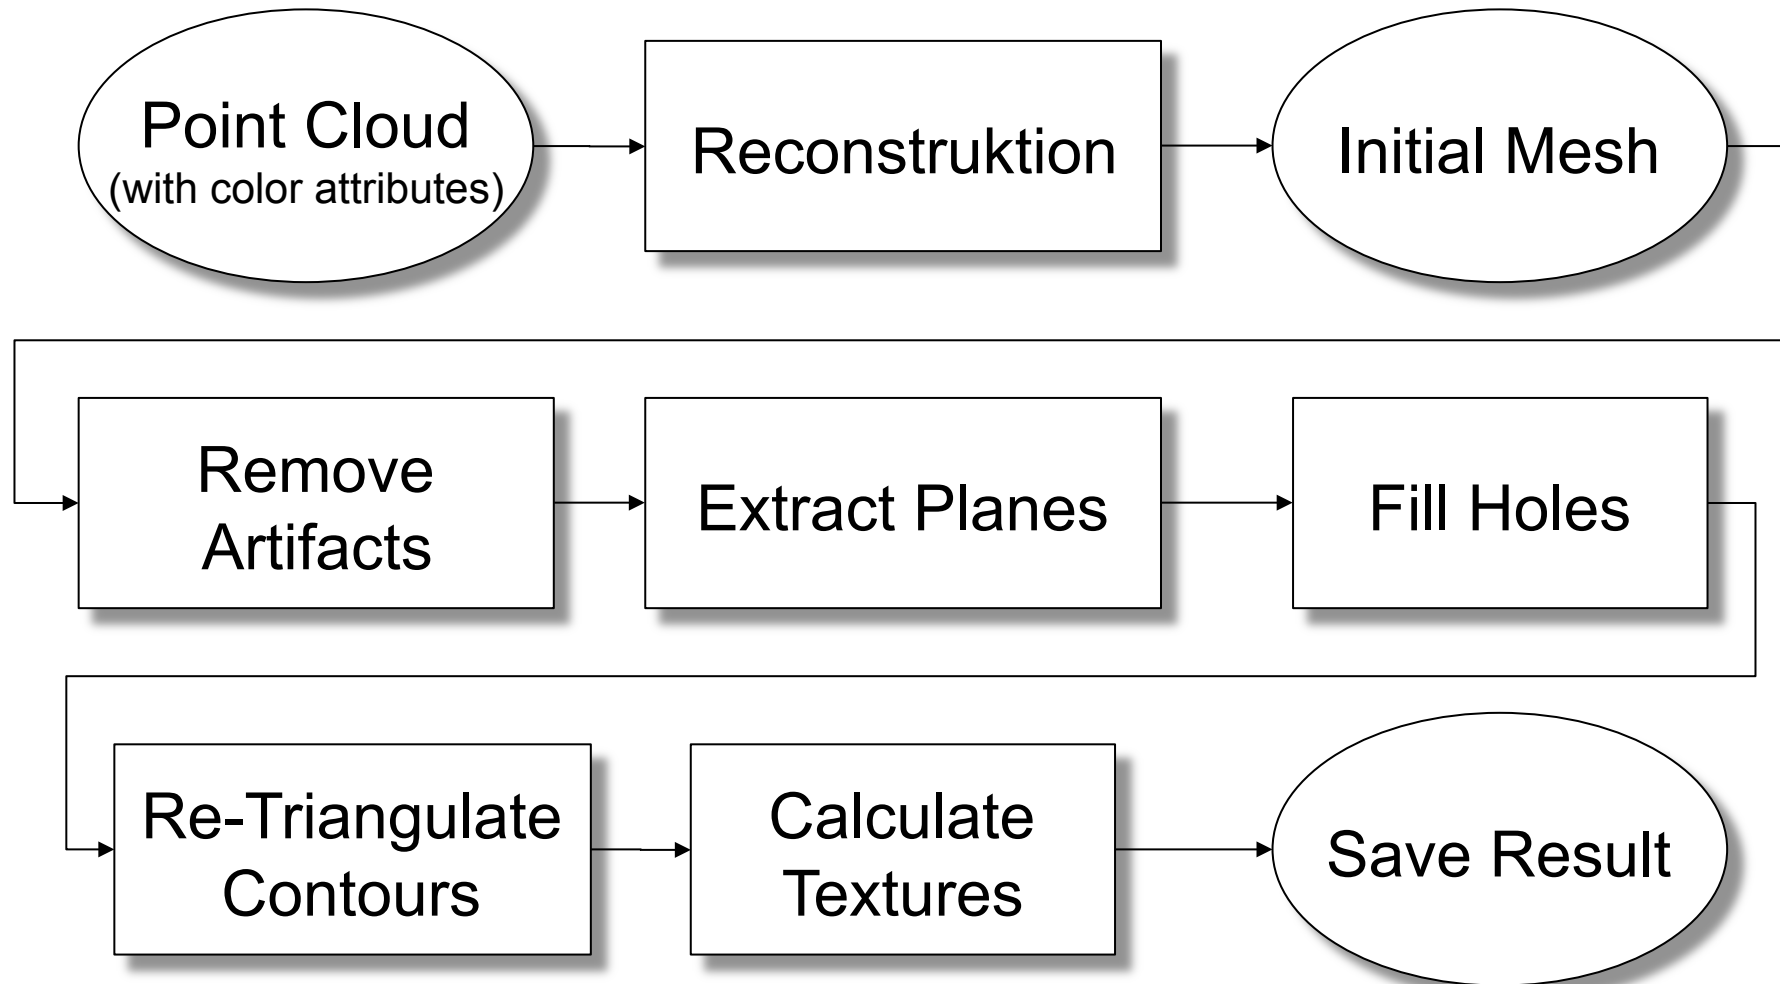 Point Cloud
(with color attributes)
Reconstruktion
Initial Mesh
Remove
Artifacts
Extract Planes
Fill Holes
Re-Triangulate
Contours
Calculate
Textures
Save Result